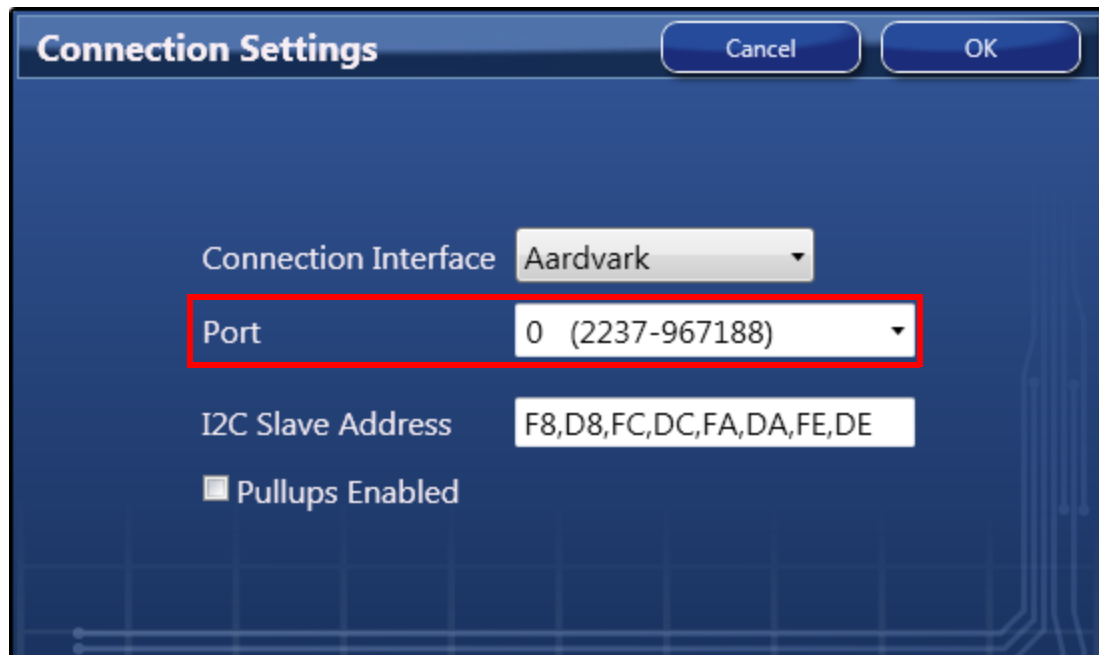 Connection Settings
Cancel
OK
Connection Interface
Aardvark
Port
0 (2237-967188)
I2C Slave Address
F8,D8,FC,DC,FA,DA,FE,DE
Pullups Enabled